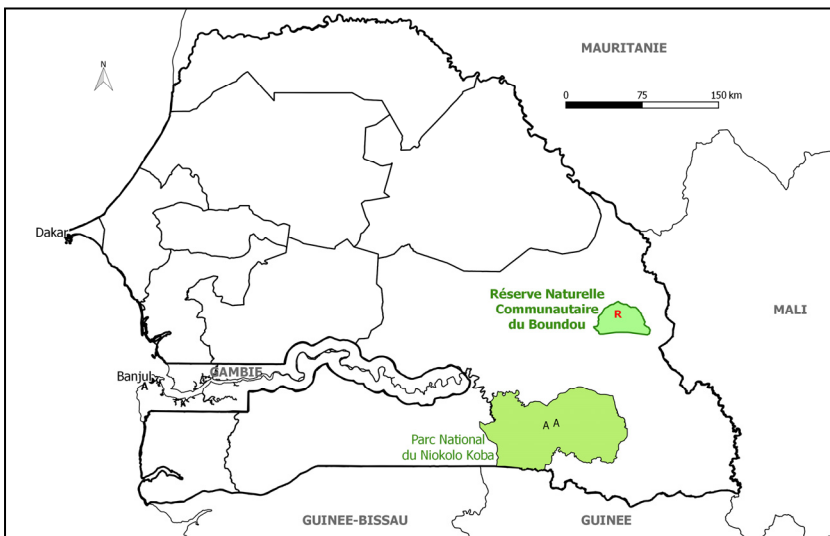 MAURITANIE
N
0 75 150 km
Dakar
Réserve Naturelle
Communautaire
du Boundou
R
MALI
Banjul
GAMBIE
A
A
A
A A
Parc National
du Niokolo Koba
GUINEE-BISSAU
GUINEE